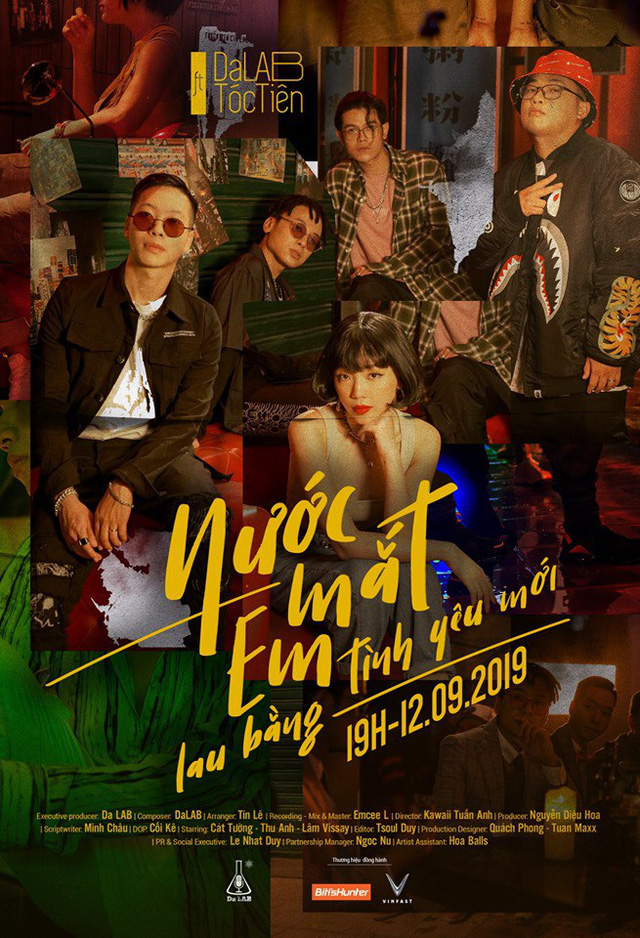 ft DaLAB
TócTiên
Nước
mắt
Em
lau bằng tình yêu mới
19H-12.09.2019
Executive producer: Da LAB | Composer: DaLAB | Arranger: Tín Lê | Recording - Mix & Master: Emcee L | Director: Kawaii Tuấn Anh | Producer: Nguyễn Diệu Hoa
| Scriptwriter: Minh Châu | DOP: Cối Kê | Starring: Cát Tường - Thu Anh - Lâm Vissay | Editor: Tsoul Duy | Production Designer: Quách Phong - Tuan Maxx
| PR & Social Executive: Le Nhat Duy | Partnership Manager: Ngoc Nu | Artist Assistant: Hoa Balls
Thương hiệu đồng hành
Da LAB
Biti'sHunter
VINFAST